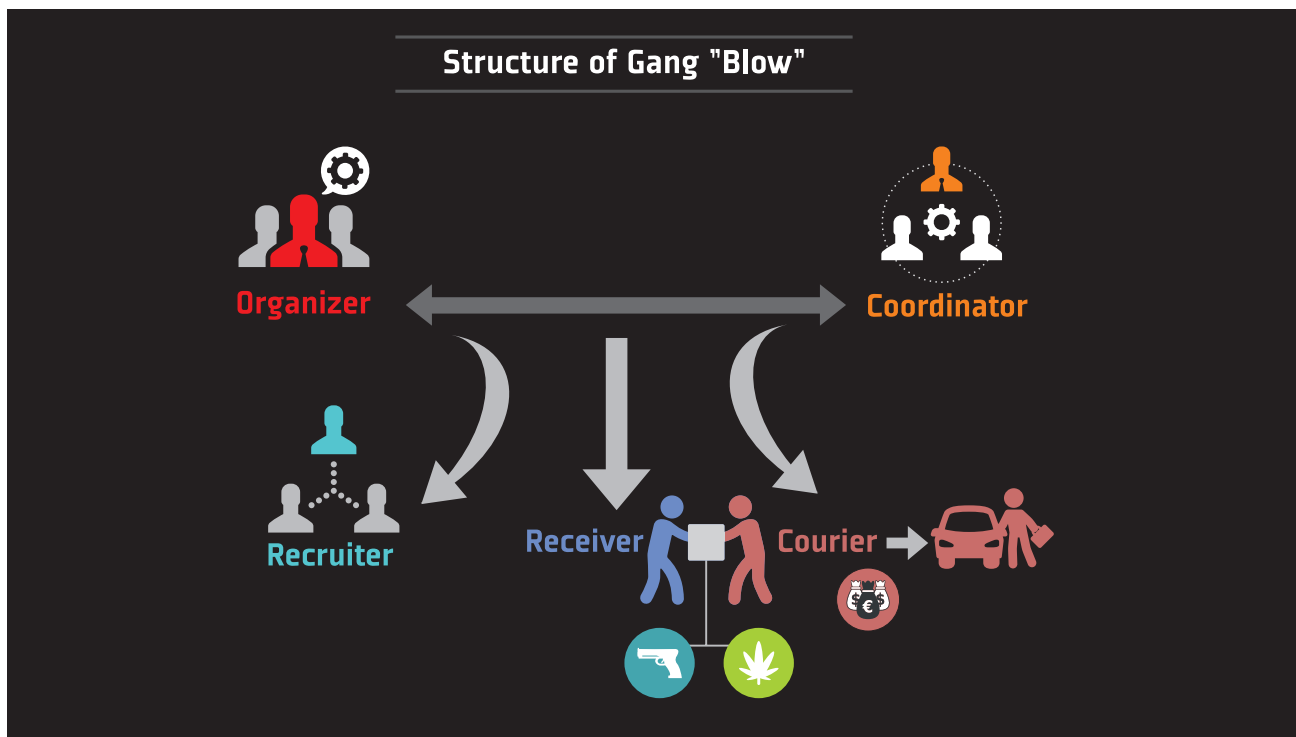 Structure of Gang "Blow"
Organizer
Coordinator
Recruiter
Receiver
Courier
$ € $